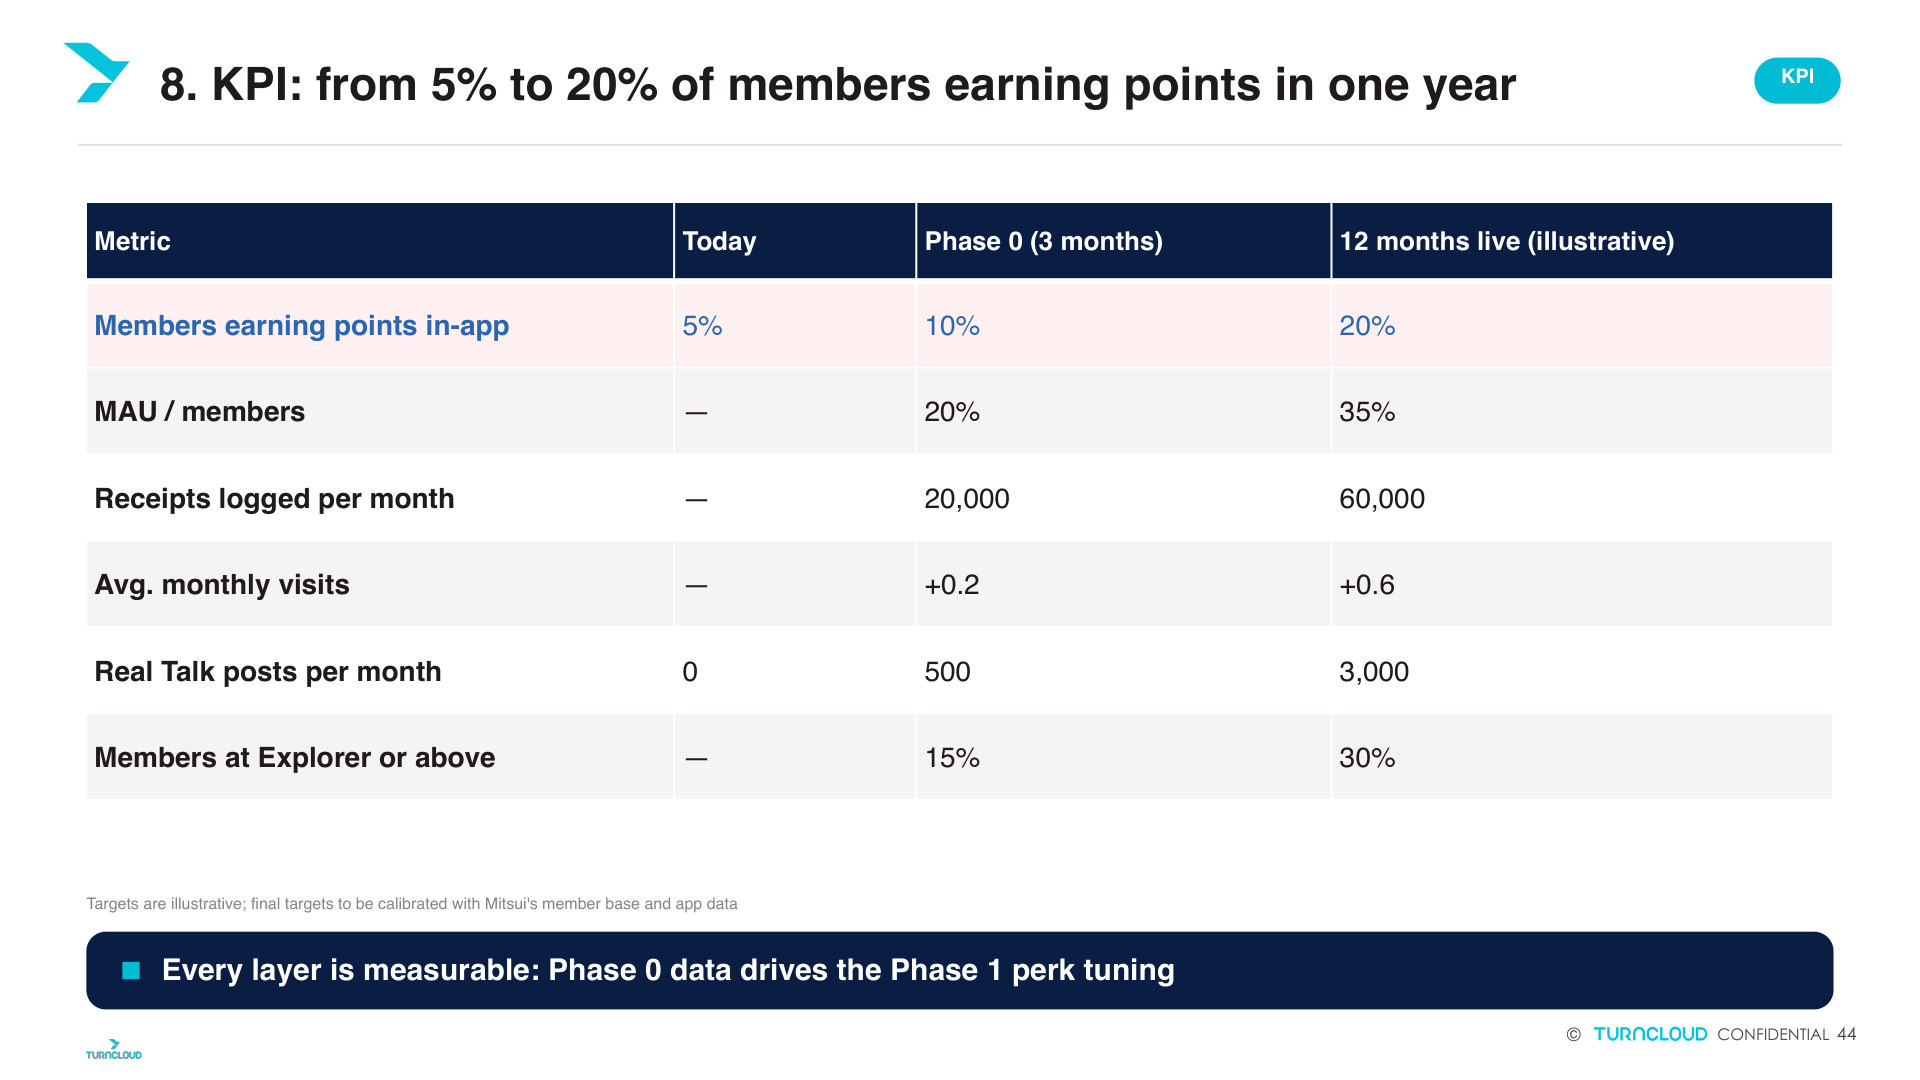 8. KPI: from 5% to 20% of members earning points in one year
KPI
Metric Today Phase 0 (3 months) 12 months live (illustrative)
Members earning points in-app 5% 10% 20%
MAU / members — 20% 35%
Receipts logged per month — 20,000 60,000
Avg. monthly visits — +0.2 +0.6
Real Talk posts per month 0 500 3,000
Members at Explorer or above — 15% 30%
Targets are illustrative; final targets to be calibrated with Mitsui's member base and app data
Every layer is measurable: Phase 0 data drives the Phase 1 perk tuning
TURNCLOUD
© TURNCLOUD CONFIDENTIAL 44